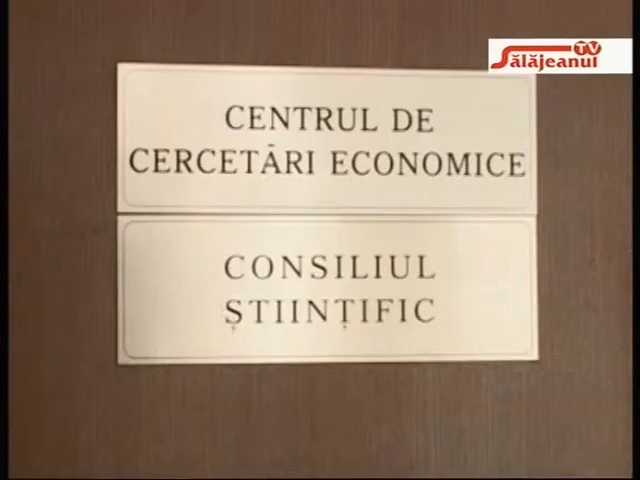 Sălăjeanul TV
CENTRUL DE
CERCETĂRI ECONOMICE
CONSILIUL
ȘTIINȚIFIC